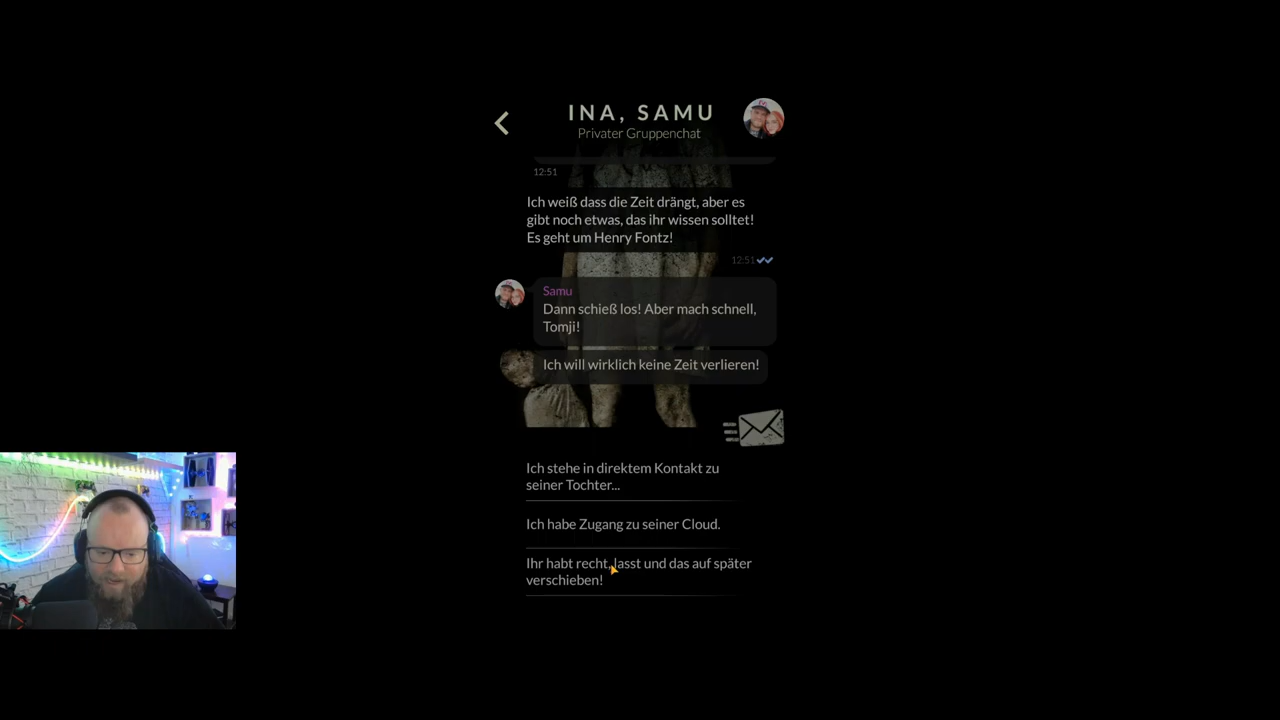 INA, SAMU
Privater Gruppenchat
12:51
Ich weiß dass die Zeit drängt, aber es
gibt noch etwas, das ihr wissen solltet!
Es geht um Henry Fontz!
12:51
Samu
Dann schieß los! Aber mach schnell,
Tomji!
Ich will wirklich keine Zeit verlieren!
Ich stehe in direktem Kontakt zu
seiner Tochter...
Ich habe Zugang zu seiner Cloud.
Ihr habt recht, lasst und das auf später
verschieben!